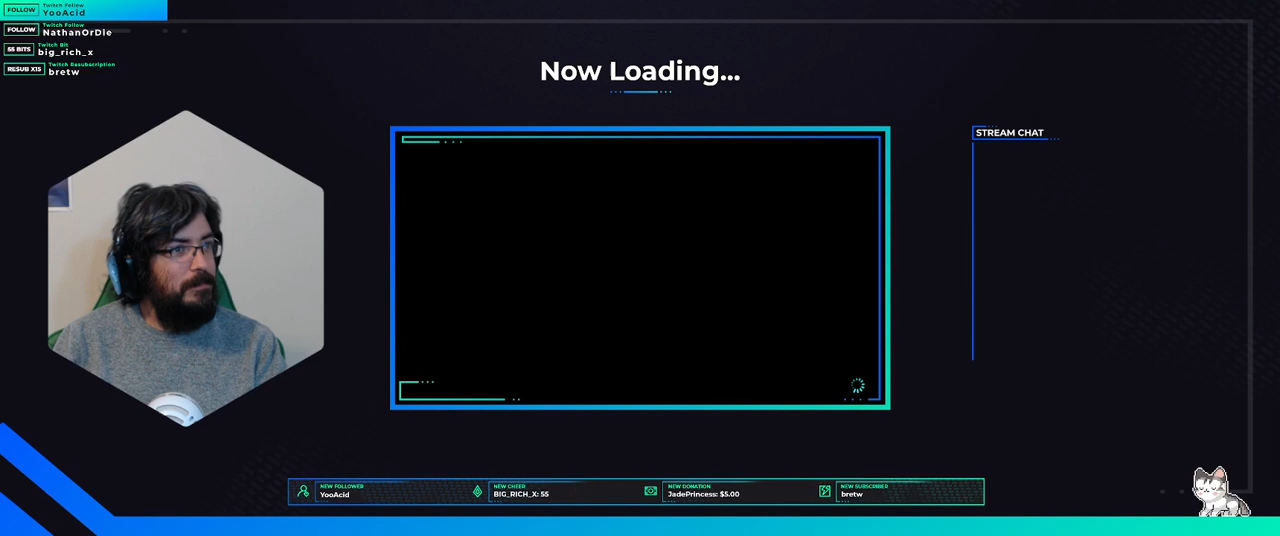 FOLLOW
Twitch Follow
YooAcid
FOLLOW
Twitch Follow
NathanOrDie
55 BITS
Twitch Bit
big_rich_x
RESUB X15
Twitch Resubscription
bretw
Now Loading...
STREAM CHAT
NEW FOLLOWER
YooAcid
NEW CHEER
BIG_RICH_X: 55
NEW DONATION
JadePrincess: $5.00
NEW SUBSCRIBER
bretw